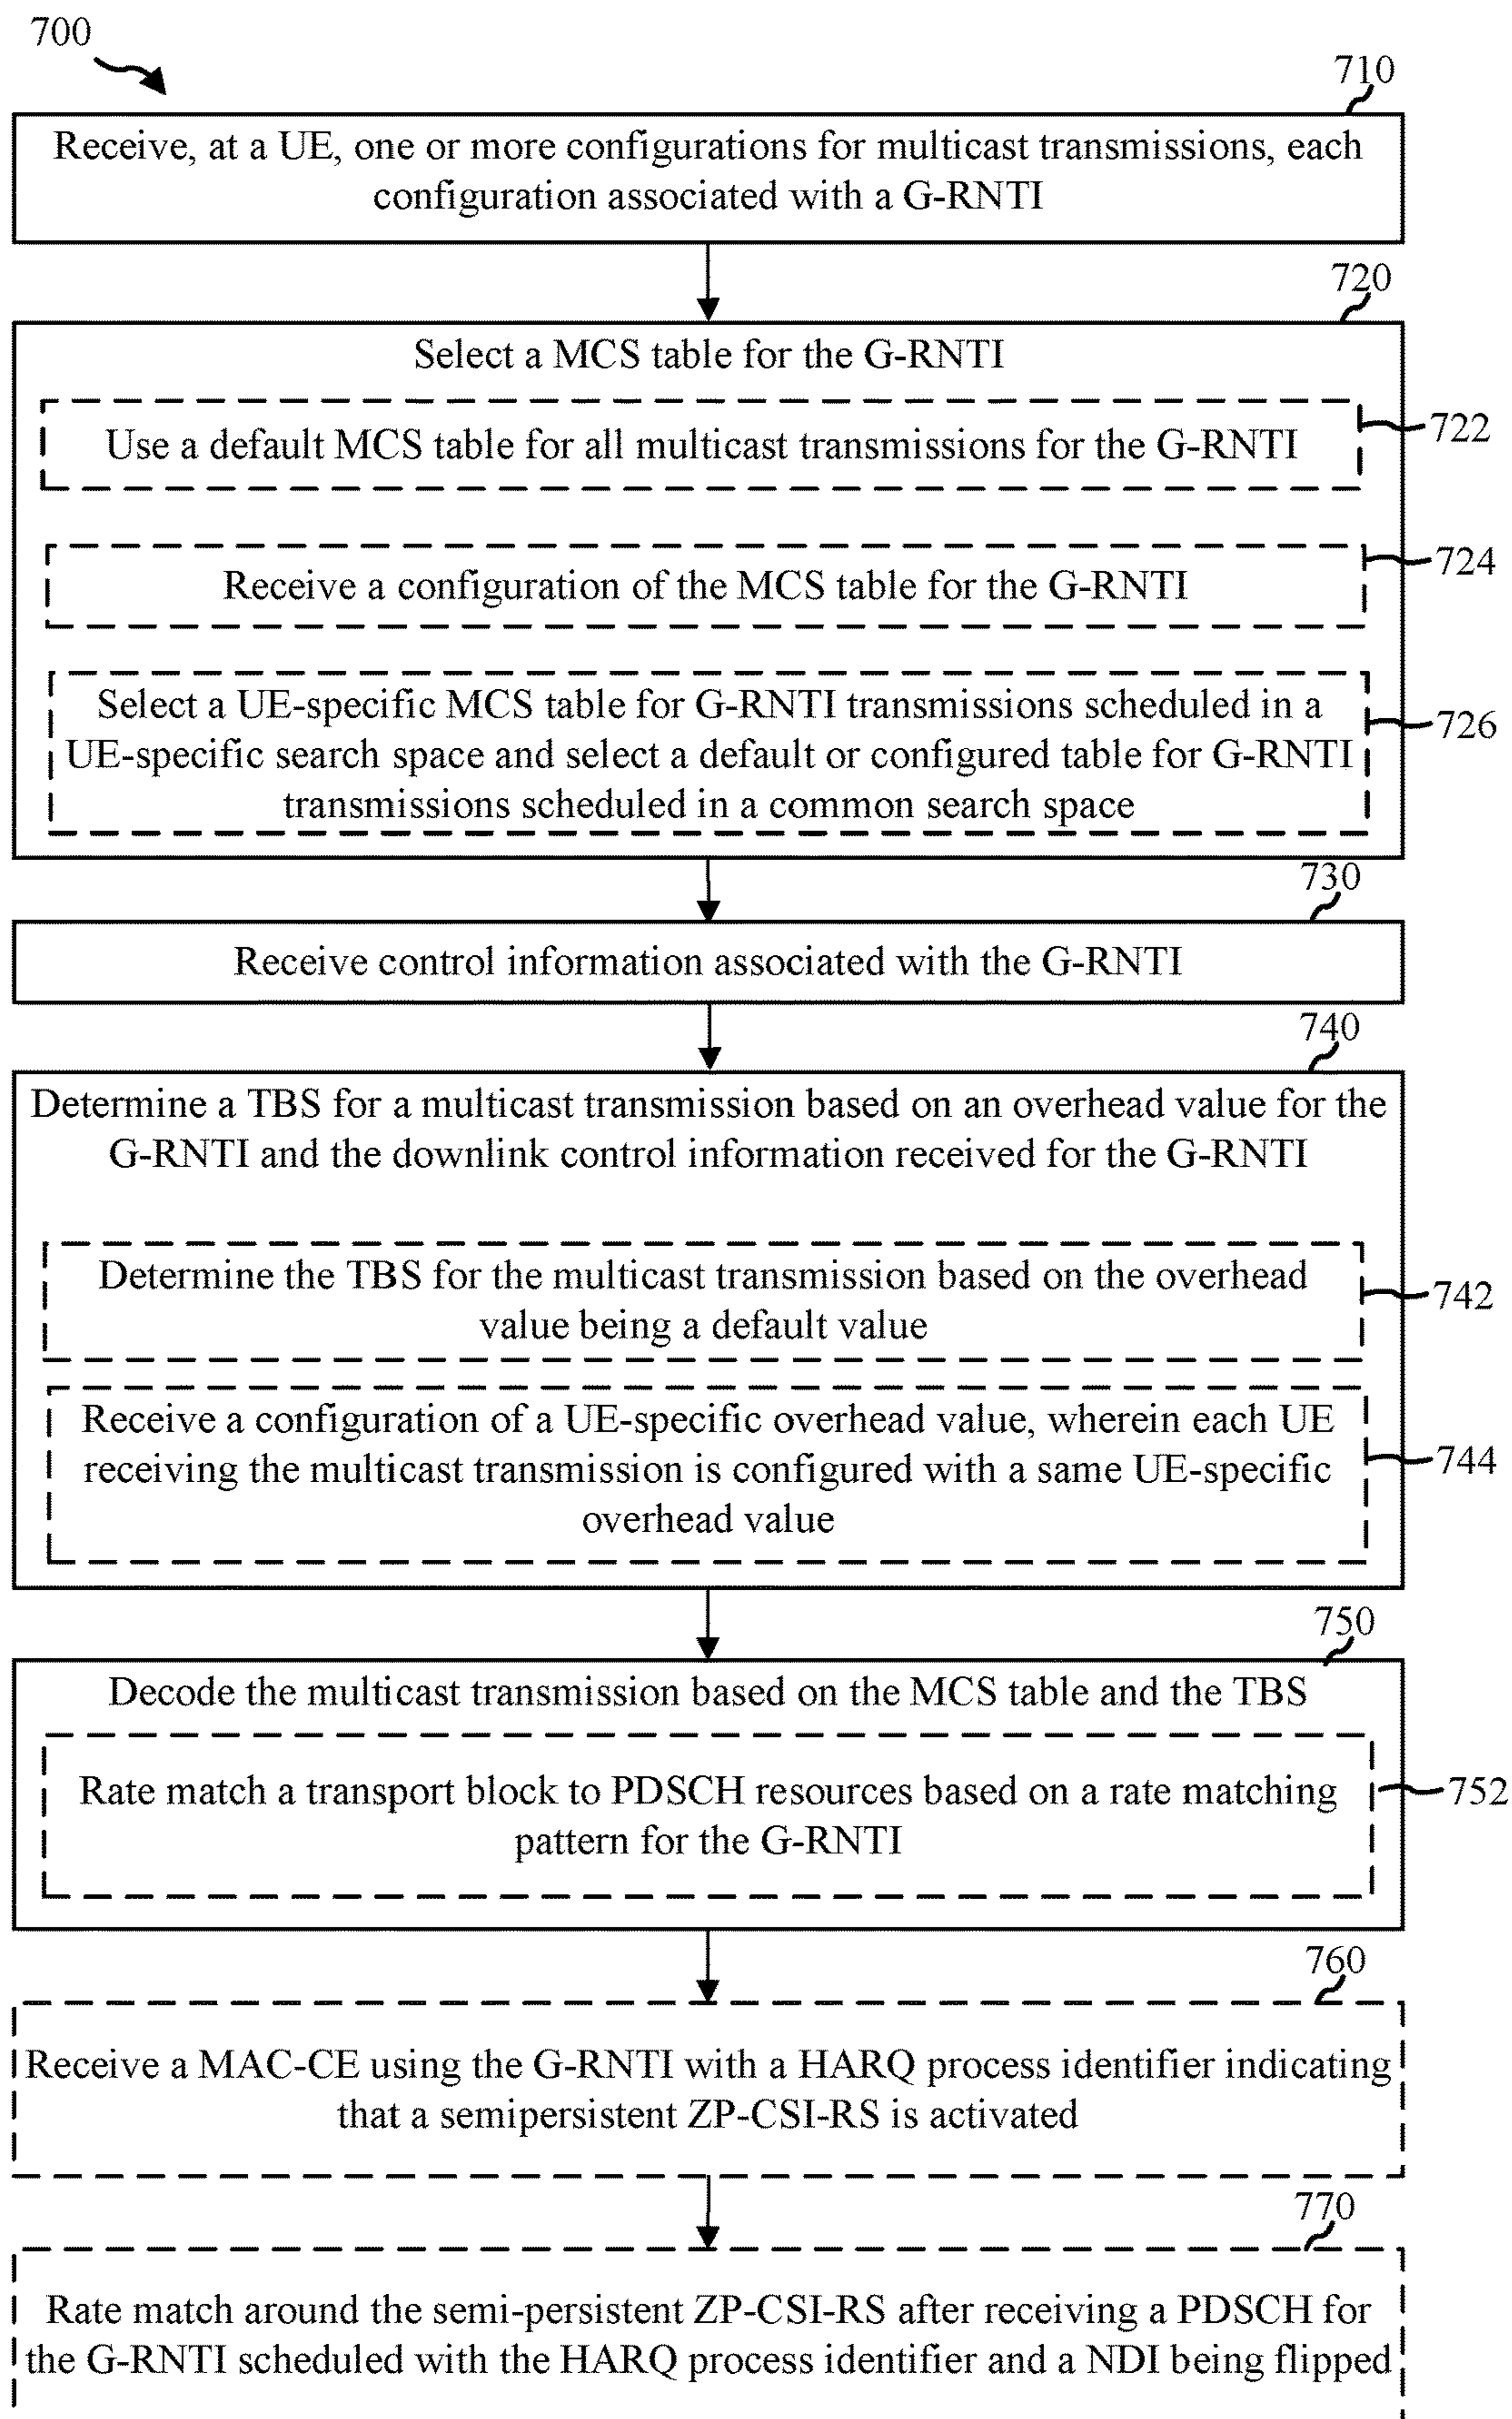 700
710
Receive, at a UE, one or more configurations for multicast transmissions, each
configuration associated with a G-RNTI
720
Select a MCS table for the G-RNTI
Use a default MCS table for all multicast transmissions for the G-RNTI
722
Receive a configuration of the MCS table for the G-RNTI
724
Select a UE-specific MCS table for G-RNTI transmissions scheduled in a
UE-specific search space and select a default or configured table for G-RNTI
transmissions scheduled in a common search space
726
730
Receive control information associated with the G-RNTI
740
Determine a TBS for a multicast transmission based on an overhead value for the
G-RNTI and the downlink control information received for the G-RNTI
Determine the TBS for the multicast transmission based on the overhead
value being a default value
742
Receive a configuration of a UE-specific overhead value, wherein each UE
receiving the multicast transmission is configured with a same UE-specific
overhead value
744
750
Decode the multicast transmission based on the MCS table and the TBS
Rate match a transport block to PDSCH resources based on a rate matching
pattern for the G-RNTI
752
760
Receive a MAC-CE using the G-RNTI with a HARQ process identifier indicating
that a semipersistent ZP-CSI-RS is activated
770
Rate match around the semi-persistent ZP-CSI-RS after receiving a PDSCH for
the G-RNTI scheduled with the HARQ process identifier and a NDI being flipped